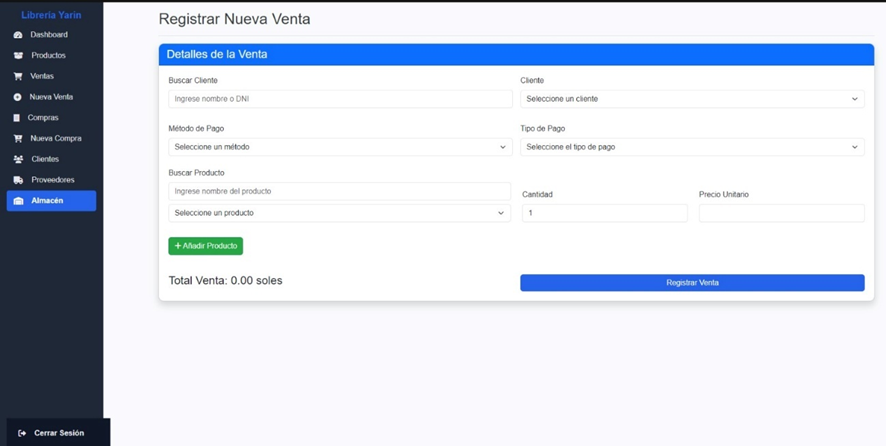 Librería Yarin
Dashboard
Productos
Ventas
Nueva Venta
Compras
Nueva Compra
Clientes
Proveedores
Almacén
Cerrar Sesión
Registrar Nueva Venta
Detalles de la Venta
Buscar Cliente
Ingrese nombre o DNI
Cliente
Seleccione un cliente
Método de Pago
Seleccione un método
Tipo de Pago
Seleccione el tipo de pago
Buscar Producto
Ingrese nombre del producto
Seleccione un producto
Cantidad
1
Precio Unitario
+ Añadir Producto
Total Venta: 0.00 soles
Registrar Venta